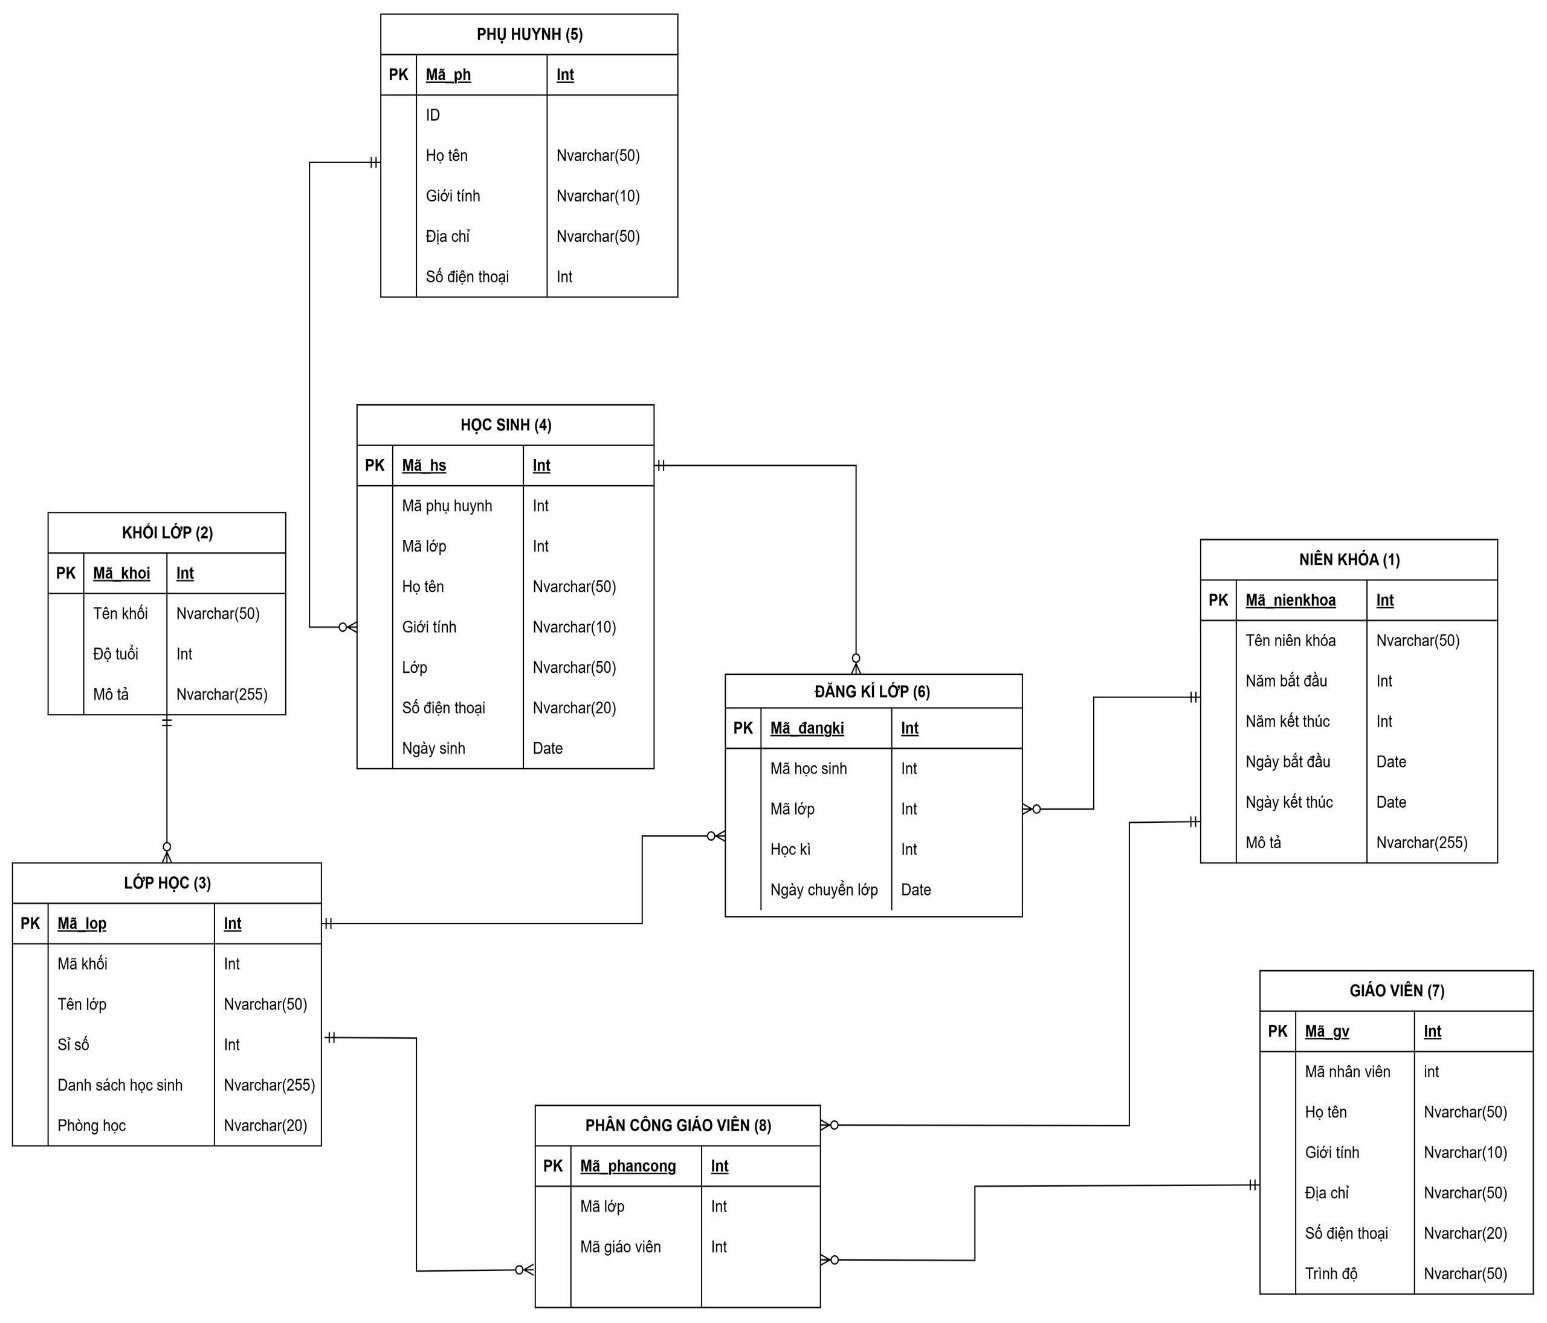 PHỤ HUYNH (5)
PK Mã_ph Int
ID
Họ tên Nvarchar(50)
Giới tính Nvarchar(10)
Địa chỉ Nvarchar(50)
Số điện thoại Int
HỌC SINH (4)
PK Mã_hs Int
Mã phụ huynh Int
Mã lớp Int
Họ tên Nvarchar(50)
Giới tính Nvarchar(10)
Lớp Nvarchar(50)
Số điện thoại Nvarchar(20)
Ngày sinh Date
KHỐI LỚP (2)
PK Mã_khoi Int
Tên khối Nvarchar(50)
Độ tuổi Int
Mô tả Nvarchar(255)
NIÊN KHÓA (1)
PK Mã_nienkhoa Int
Tên niên khóa Nvarchar(50)
Năm bắt đầu Int
Năm kết thúc Int
Ngày bắt đầu Date
Ngày kết thúc Date
Mô tả Nvarchar(255)
ĐĂNG KÍ LỚP (6)
PK Mã_đangki Int
Mã học sinh Int
Mã lớp Int
Học kì Int
Ngày chuyển lớp Date
LỚP HỌC (3)
PK Mã_lop Int
Mã khối Int
Tên lớp Nvarchar(50)
Sỉ số Int
Danh sách học sinh Nvarchar(255)
Phòng học Nvarchar(20)
GIÁO VIÊN (7)
PK Mã_gv Int
Mã nhân viên int
Họ tên Nvarchar(50)
Giới tính Nvarchar(10)
Địa chỉ Nvarchar(50)
Số điện thoại Nvarchar(20)
Trình độ Nvarchar(50)
PHÂN CÔNG GIÁO VIÊN (8)
PK Mã_phancong Int
Mã lớp Int
Mã giáo viên Int